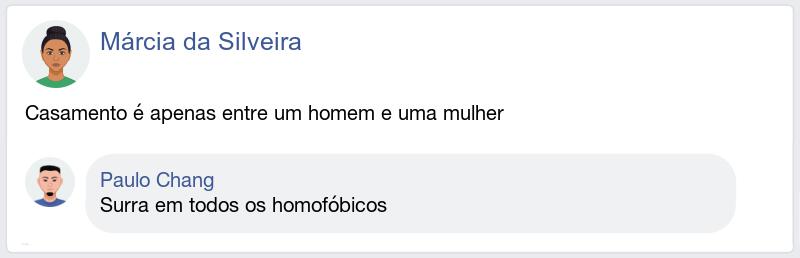 Márcia da Silveira
Casamento é apenas entre um homem e uma mulher
Paulo Chang
Surra em todos os homofóbicos